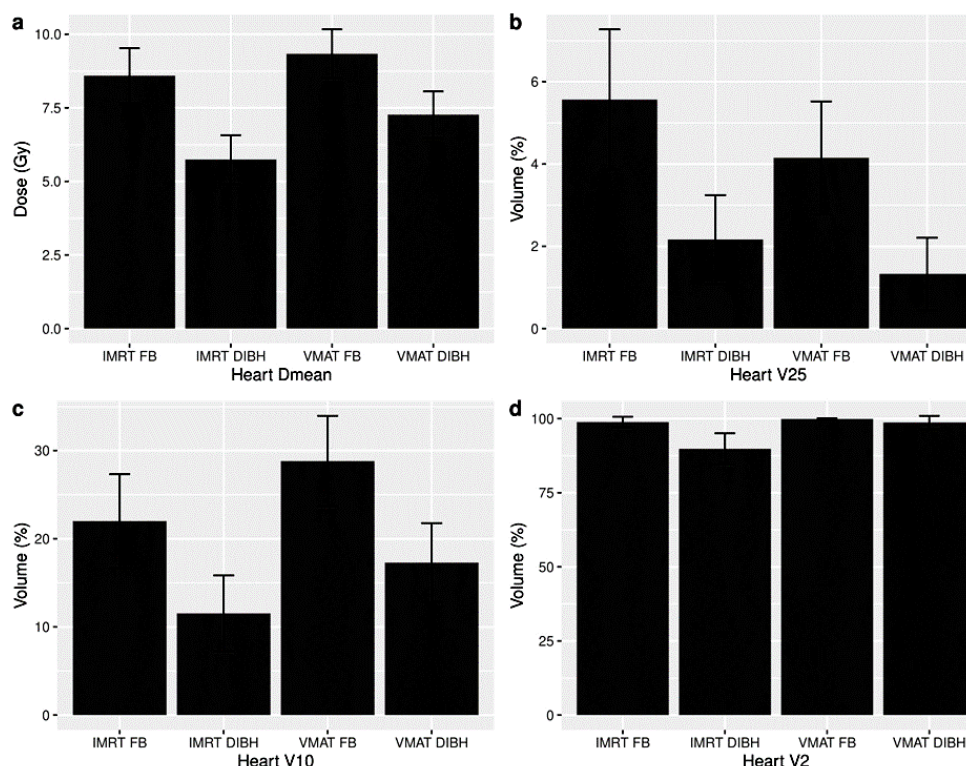 a
10.0
7.5
5.0
2.5
0.0
Dose (Gy)
IMRT FB IMRT DIBH VMAT FB VMAT DIBH
Heart Dmean
b
6
4
2
0
Volume (%)
IMRT FB IMRT DIBH VMAT FB VMAT DIBH
Heart V25
c
30
20
10
0
Volume (%)
IMRT FB IMRT DIBH VMAT FB VMAT DIBH
Heart V10
d
100
75
50
25
0
Volume (%)
IMRT FB IMRT DIBH VMAT FB VMAT DIBH
Heart V2